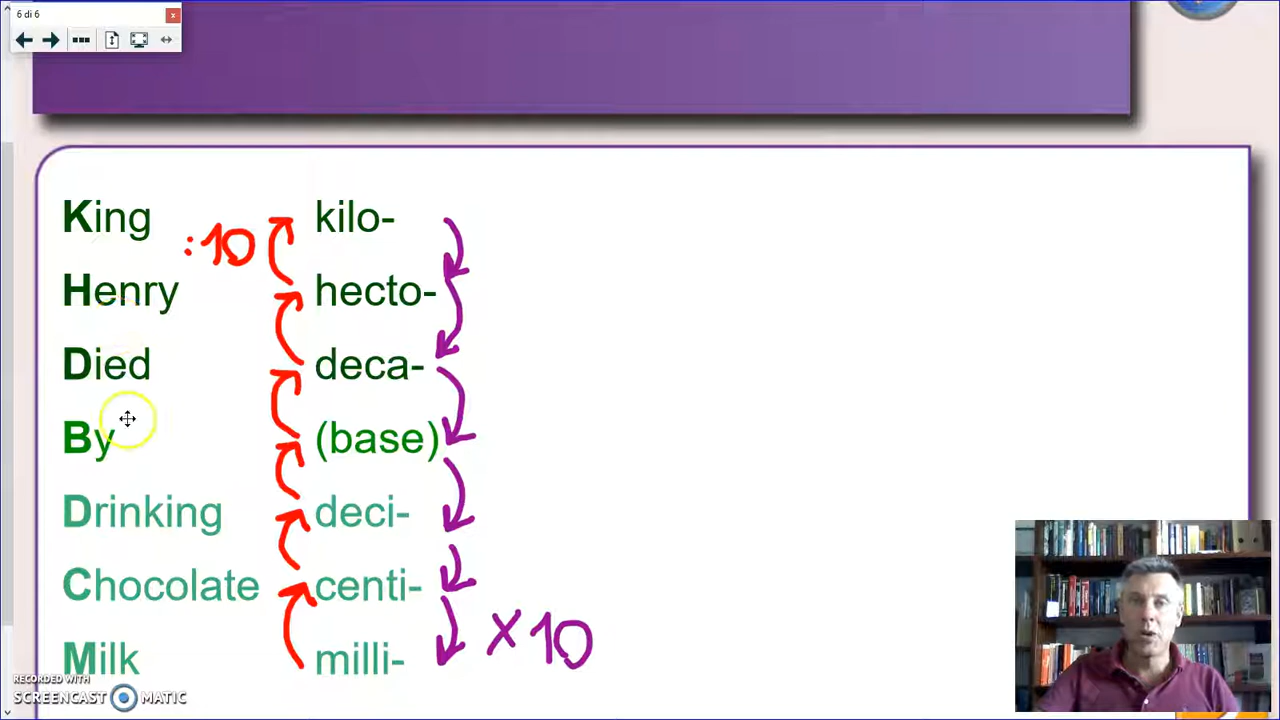 6 di 6
x
King
:10
kilo-
Henry
hecto-
Died
deca-
By
(base)
Drinking
deci-
Chocolate
centi-
Milk
milli-
×10
RECORDED WITH
SCREENCAST MATIC